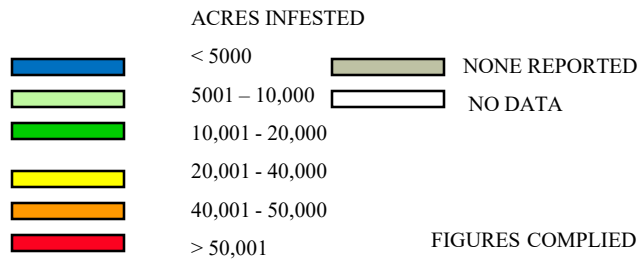 ACRES INFESTED
< 5000
NONE REPORTED
5001 – 10,000
NO DATA
10,001 - 20,000
20,001 - 40,000
40,001 - 50,000
> 50,001
FIGURES COMPLIED